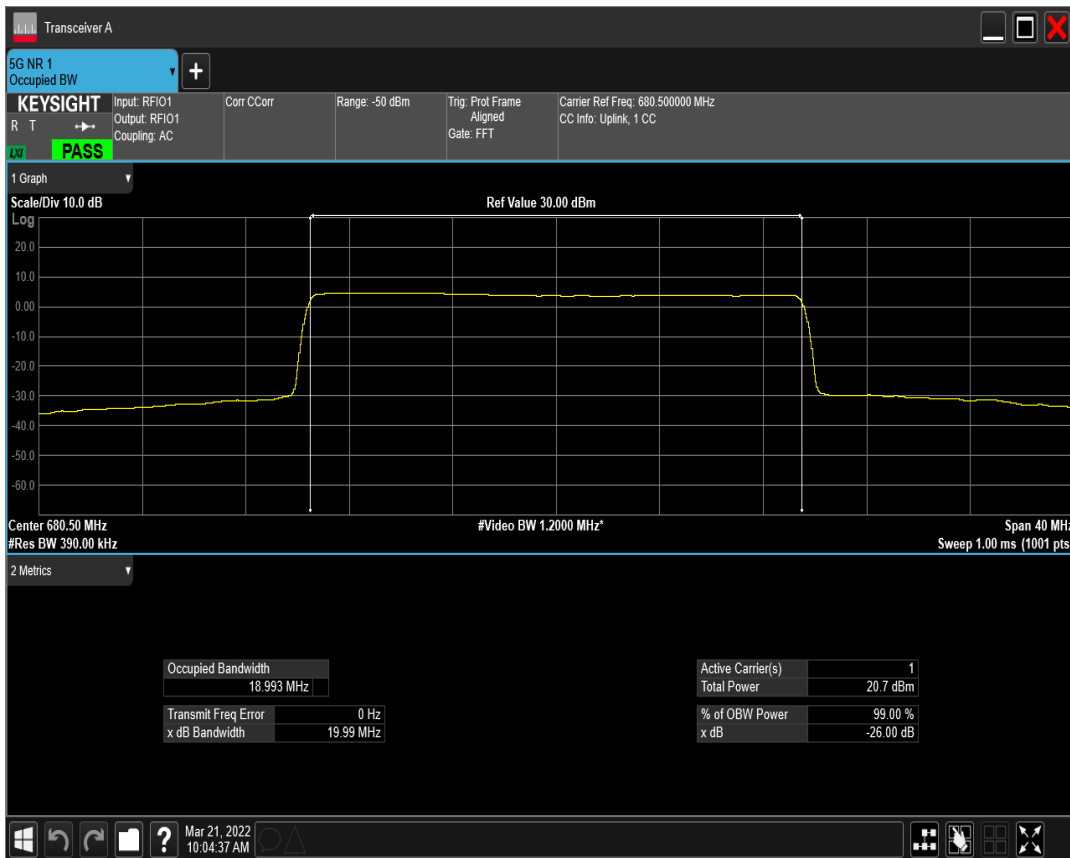 Transceiver A
5G NR 1
Occupied BW
+
KEYSIGHT
R T
LXI
PASS
Input: RFIO1
Output: RFIO1
Coupling: AC
Corr CCorr
Range: -50 dBm
Trig: Prot Frame
Aligned
Gate: FFT
Carrier Ref Freq: 680.500000 MHz
CC Info: Uplink, 1 CC
1 Graph
Scale/Div 10.0 dB
Ref Value 30.00 dBm
Log
20.0
10.0
0.00
-10.0
-20.0
-30.0
-40.0
-50.0
-60.0
Center 680.50 MHz
#Video BW 1.2000 MHz*
Span 40 MHz
#Res BW 390.00 kHz
Sweep 1.00 ms (1001 pts
2 Metrics
Occupied Bandwidth
18.993 MHz
Transmit Freq Error 0 Hz
x dB Bandwidth 19.99 MHz
Active Carrier(s) 1
Total Power 20.7 dBm
% of OBW Power 99.00 %
x dB -26.00 dB
?
Mar 21, 2022
10:04:37 AM